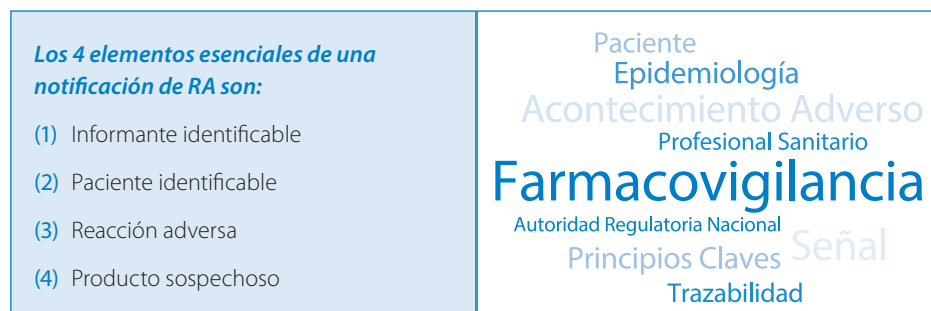 Los 4 elementos esenciales de una
notificación de RA son:
(1) Informante identificable
(2) Paciente identificable
(3) Reacción adversa
(4) Producto sospechoso
Paciente
Epidemiología
Acontecimiento Adverso
Profesional Sanitario
Farmacovigilancia
Autoridad Regulatoria Nacional
Principios Claves Señal
Trazabilidad